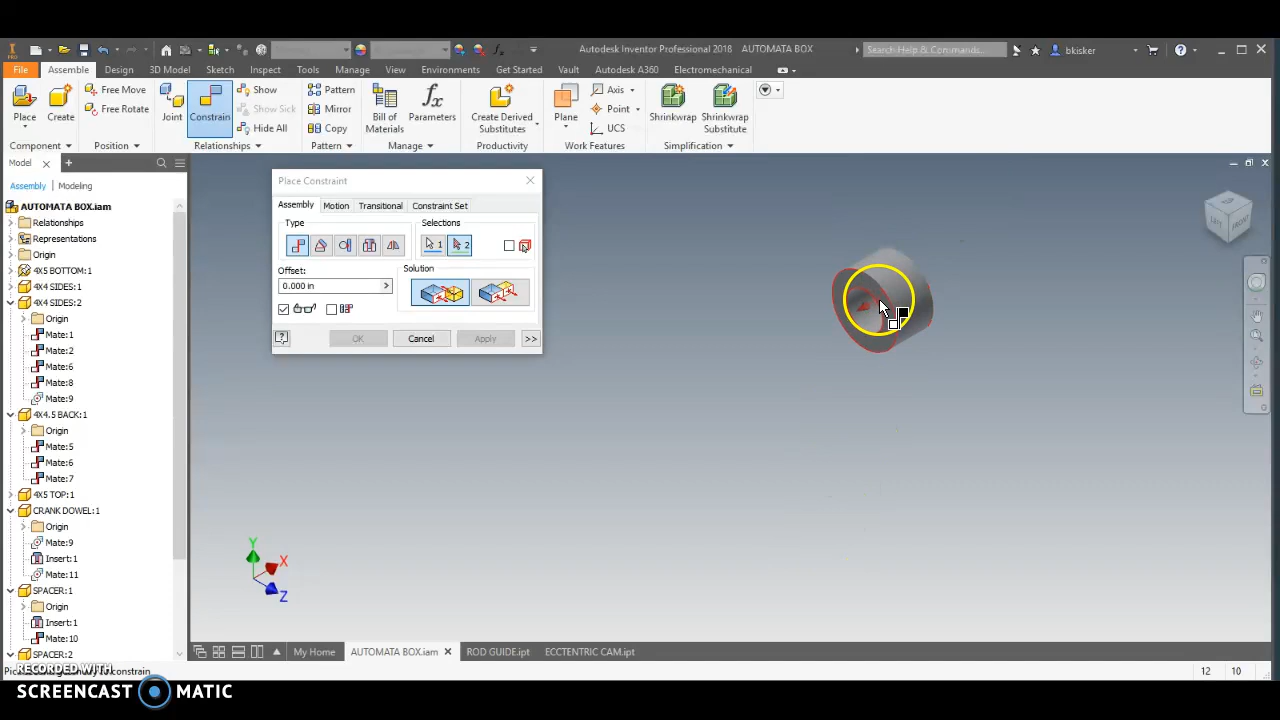 Autodesk Inventor Professional 2018 AUTOMATA BOX
Search Help & Commands...
bkisker
File Assemble Design 3D Model Sketch Inspect Tools Manage View Environments Get Started Vault Autodesk A360 Electromechanical
Place
Create
Free Move
Free Rotate
Component
Position
Joint
Constrain
Show
Show Sick
Hide All
Relationships
Pattern
Mirror
Copy
Pattern
Bill of
Materials
Parameters
Manage
Create Derived
Substitutes
Productivity
Plane
Axis
Point
UCS
Work Features
Shrinkwrap
Shrinkwrap
Substitute
Simplification
Model
Assembly Modeling
AUTOMATA BOX.iam
Relationships
Representations
Origin
4X5 BOTTOM:1
4X4 SIDES:1
4X4 SIDES:2
Origin
Mate:1
Mate:2
Mate:6
Mate:8
Mate:9
4X4.5 BACK:1
Origin
Mate:5
Mate:6
Mate:7
4X5 TOP:1
CRANK DOWEL:1
Origin
Mate:9
Insert:1
Mate:11
SPACER:1
Origin
Insert:1
Mate:10
SPACER:2
Place Constraint
Assembly Motion Transitional Constraint Set
Type
Selections
1
2
Offset:
0.000 in
Solution
OK
Cancel
Apply
>>
LEFT
FRONT
Y
X
Z
My Home
AUTOMATA BOX.iam
ROD GUIDE.ipt
ECCTENTRIC CAM.ipt
12 10
RECORDED WITH
SCREENCAST MATIC